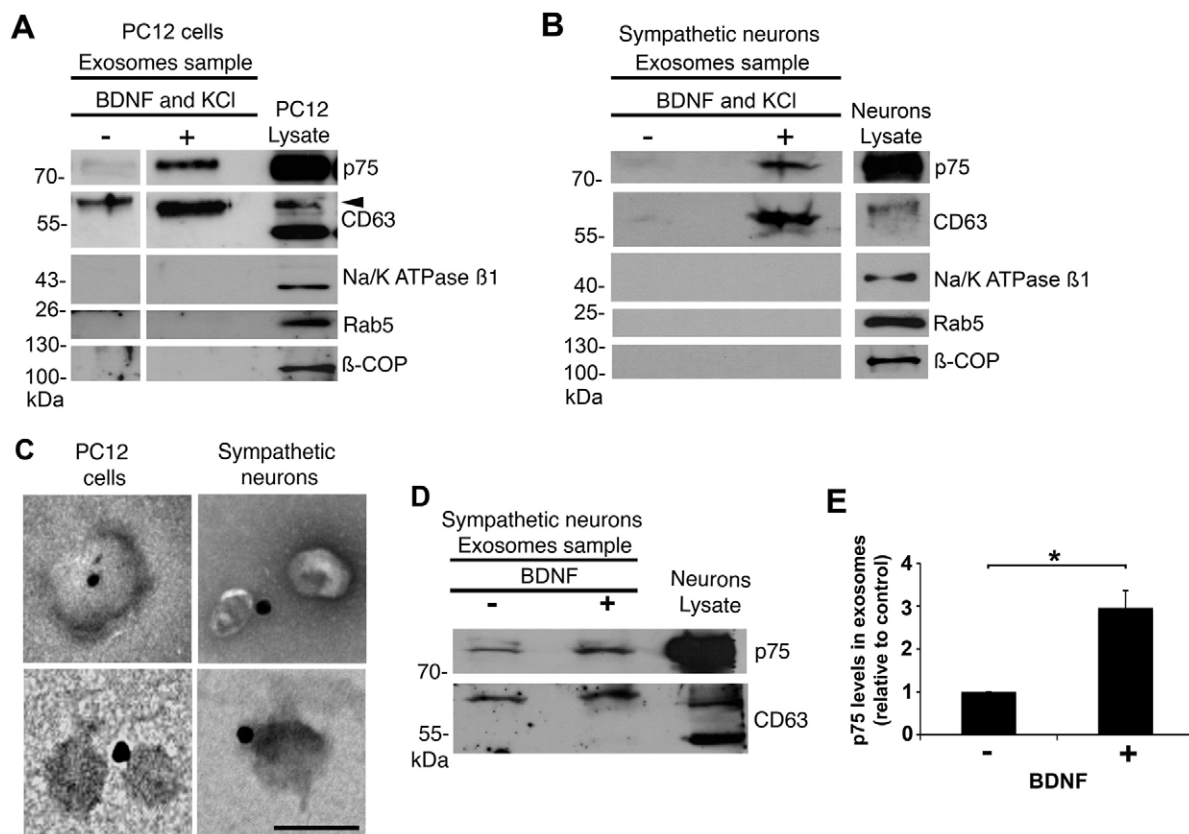 A
PC12 cells
Exosomes sample
BDNF and KCl
PC12
Lysate
- +
70- p75
55- CD63
43- Na/K ATPase ß1
26- Rab5
130-
100- ß-COP
kDa
B
Sympathetic neurons
Exosomes sample
BDNF and KCl
Neurons
Lysate
- +
70- p75
55- CD63
40- Na/K ATPase ß1
25- Rab5
130-
100- ß-COP
kDa
C
PC12
cells
Sympathetic
neurons
D
Sympathetic neurons
Exosomes sample
BDNF
Neurons
Lysate
- +
70- p75
55- CD63
kDa
E
p75 levels in exosomes
(relative to control)
4
3
2
1
0
*
- +
BDNF